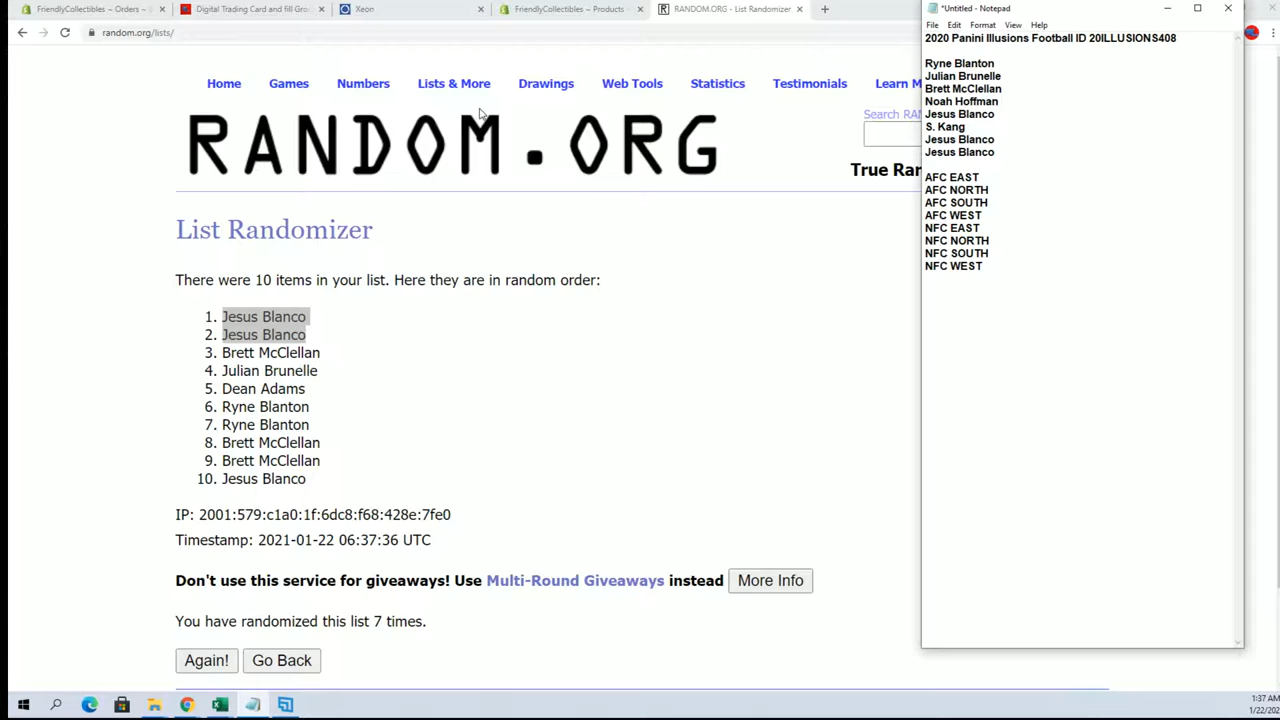 FriendlyCollectibles ~ Orders ~
Digital Trading Card and fill Gro
Xeon
FriendlyCollectibles ~ Products ~
RANDOM.ORG - List Randomizer
random.org/lists/
Home Games Numbers Lists & More Drawings Web Tools Statistics Testimonials Learn M
RANDOM.ORG
Search RAN
True Ran
List Randomizer
There were 10 items in your list. Here they are in random order:
1. Jesus Blanco
2. Jesus Blanco
3. Brett McClellan
4. Julian Brunelle
5. Dean Adams
6. Ryne Blanton
7. Ryne Blanton
8. Brett McClellan
9. Brett McClellan
10. Jesus Blanco
IP: 2001:579:c1a0:1f:6dc8:f68:428e:7fe0
Timestamp: 2021-01-22 06:37:36 UTC
Don't use this service for giveaways! Use Multi-Round Giveaways instead More Info
You have randomized this list 7 times.
Again! Go Back
*Untitled - Notepad
File Edit Format View Help
2020 Panini Illusions Football ID 20ILLUSIONS408
Ryne Blanton
Julian Brunelle
Brett McClellan
Noah Hoffman
Jesus Blanco
S. Kang
Jesus Blanco
Jesus Blanco
AFC EAST
AFC NORTH
AFC SOUTH
AFC WEST
NFC EAST
NFC NORTH
NFC SOUTH
NFC WEST
1:37 AM
1/22/202